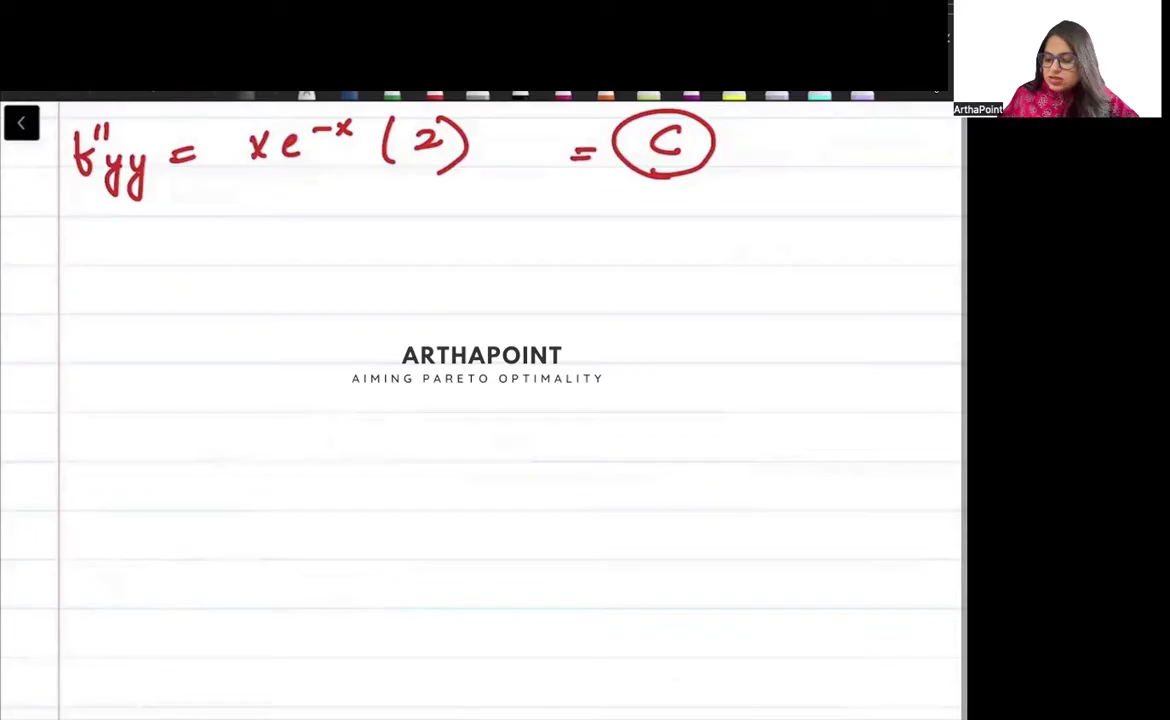 f''yy = xe^-x (2) = C
ArthaPoint
ARTHAPOINT
AIMING PARETO OPTIMALITY